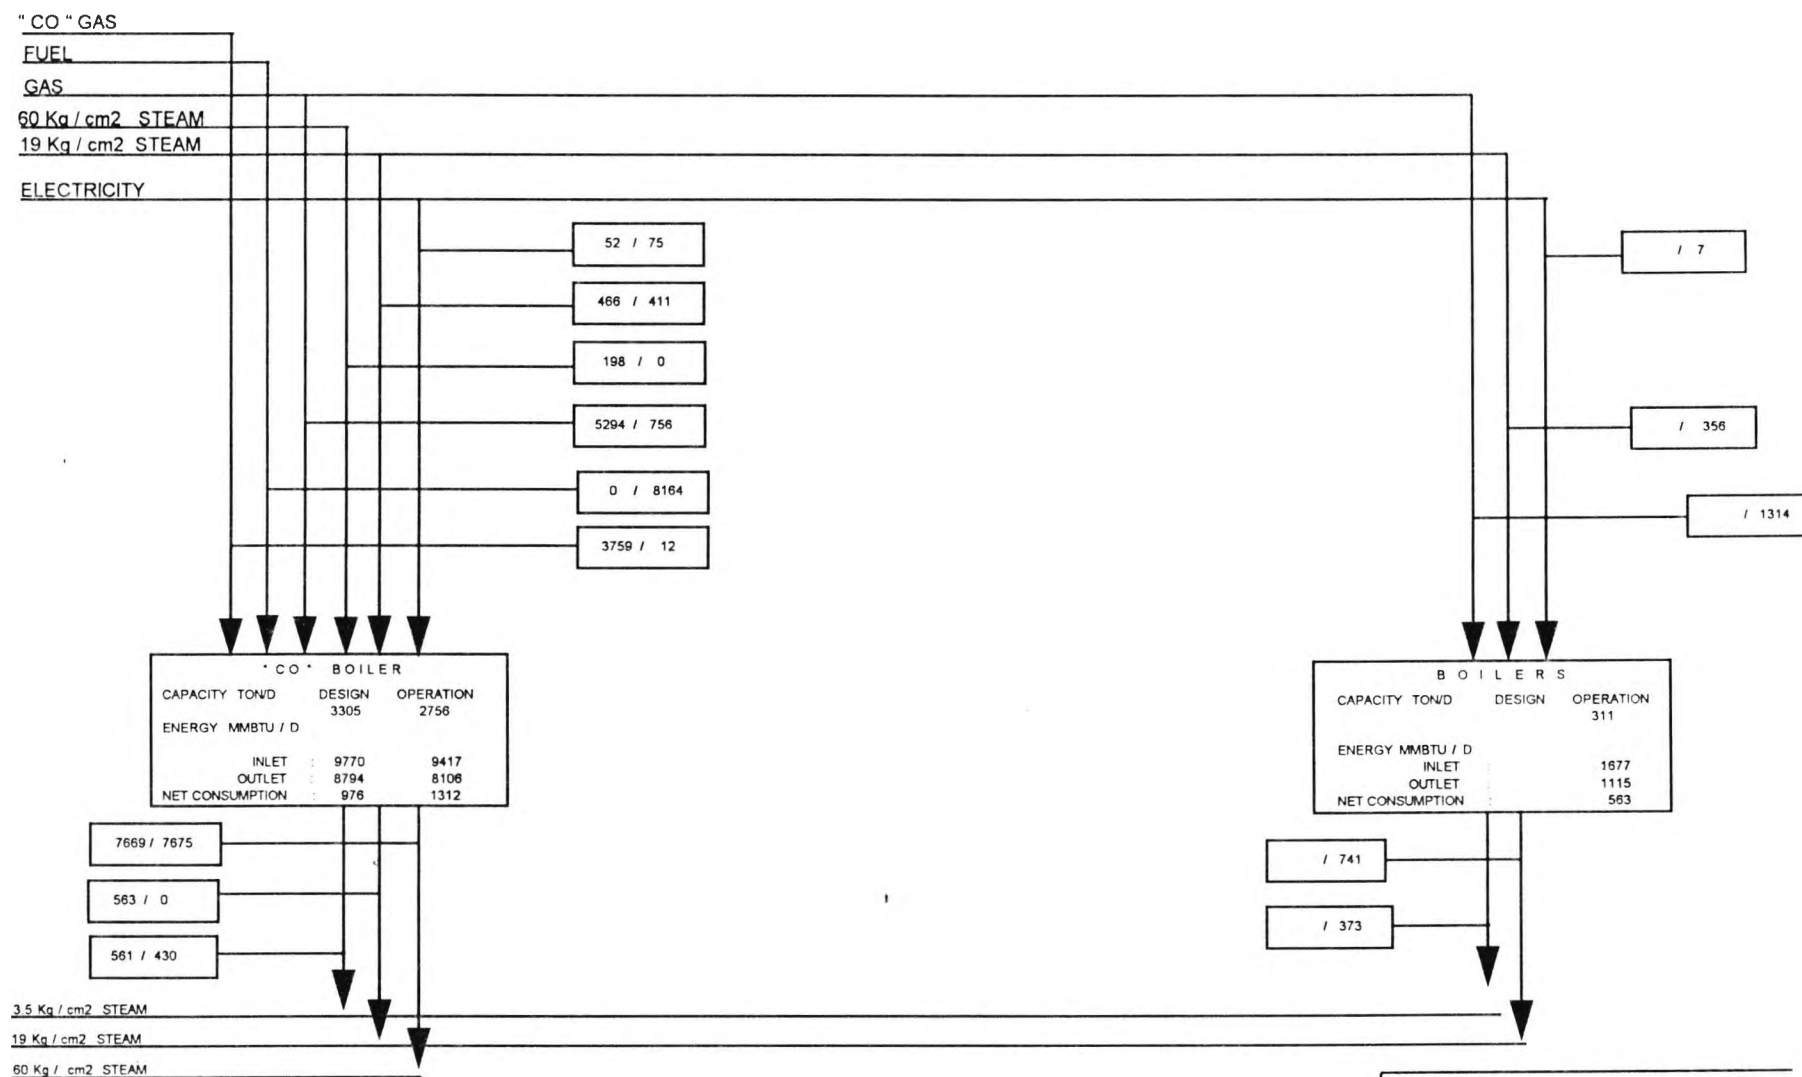 " CO " GAS
FUEL
GAS
60 Kg / cm2 STEAM
19 Kg / cm2 STEAM
ELECTRICITY
52 / 75
466 / 411
198 / 0
5294 / 756
0 / 8164
3759 / 12
/ 7
/ 356
/ 1314
" CO " BOILER
CAPACITY TON/D DESIGN OPERATION
3305 2756
ENERGY MMBTU / D
INLET : 9770 9417
OUTLET : 8794 8106
NET CONSUMPTION : 976 1312
BOILERS
CAPACITY TON/D DESIGN OPERATION
311
ENERGY MMBTU / D
INLET : 1677
OUTLET : 1115
NET CONSUMPTION : 563
7669 / 7675
563 / 0
561 / 430
/ 741
/ 373
3.5 Kg / cm2 STEAM
19 Kg / cm2 STEAM
60 Kg / cm2 STEAM